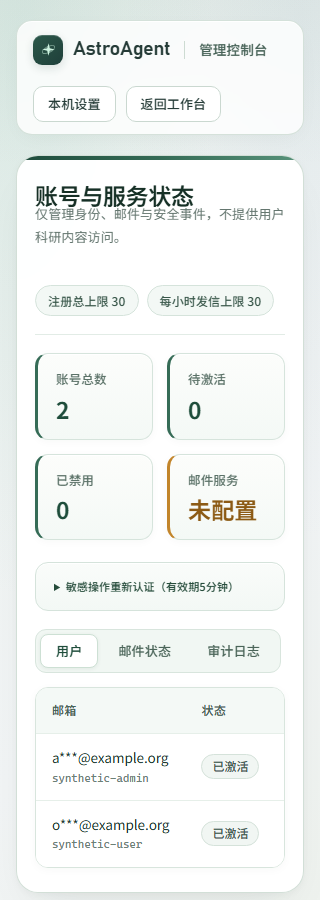 AstroAgent 管理控制台
本机设置 返回工作台
账号与服务状态
仅管理身份、邮件与安全事件，不提供用户
科研内容访问。
注册总上限 30 每小时发信上限 30
账号总数 待激活
2 0
已禁用 邮件服务
0 未配置
▶ 敏感操作重新认证（有效期5分钟）
用户 邮件状态 审计日志
邮箱 状态
a***@example.org 已激活
synthetic-admin
o***@example.org 已激活
synthetic-user